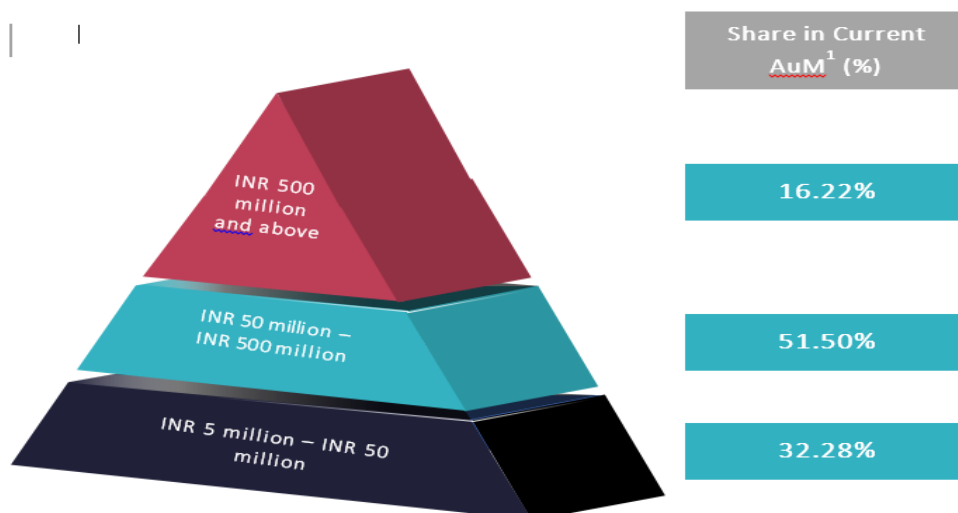 Share in Current
AuM¹ (%)
INR 500
million
and above
16.22%
INR 50 million –
INR 500 million
51.50%
INR 5 million – INR 50
million
32.28%